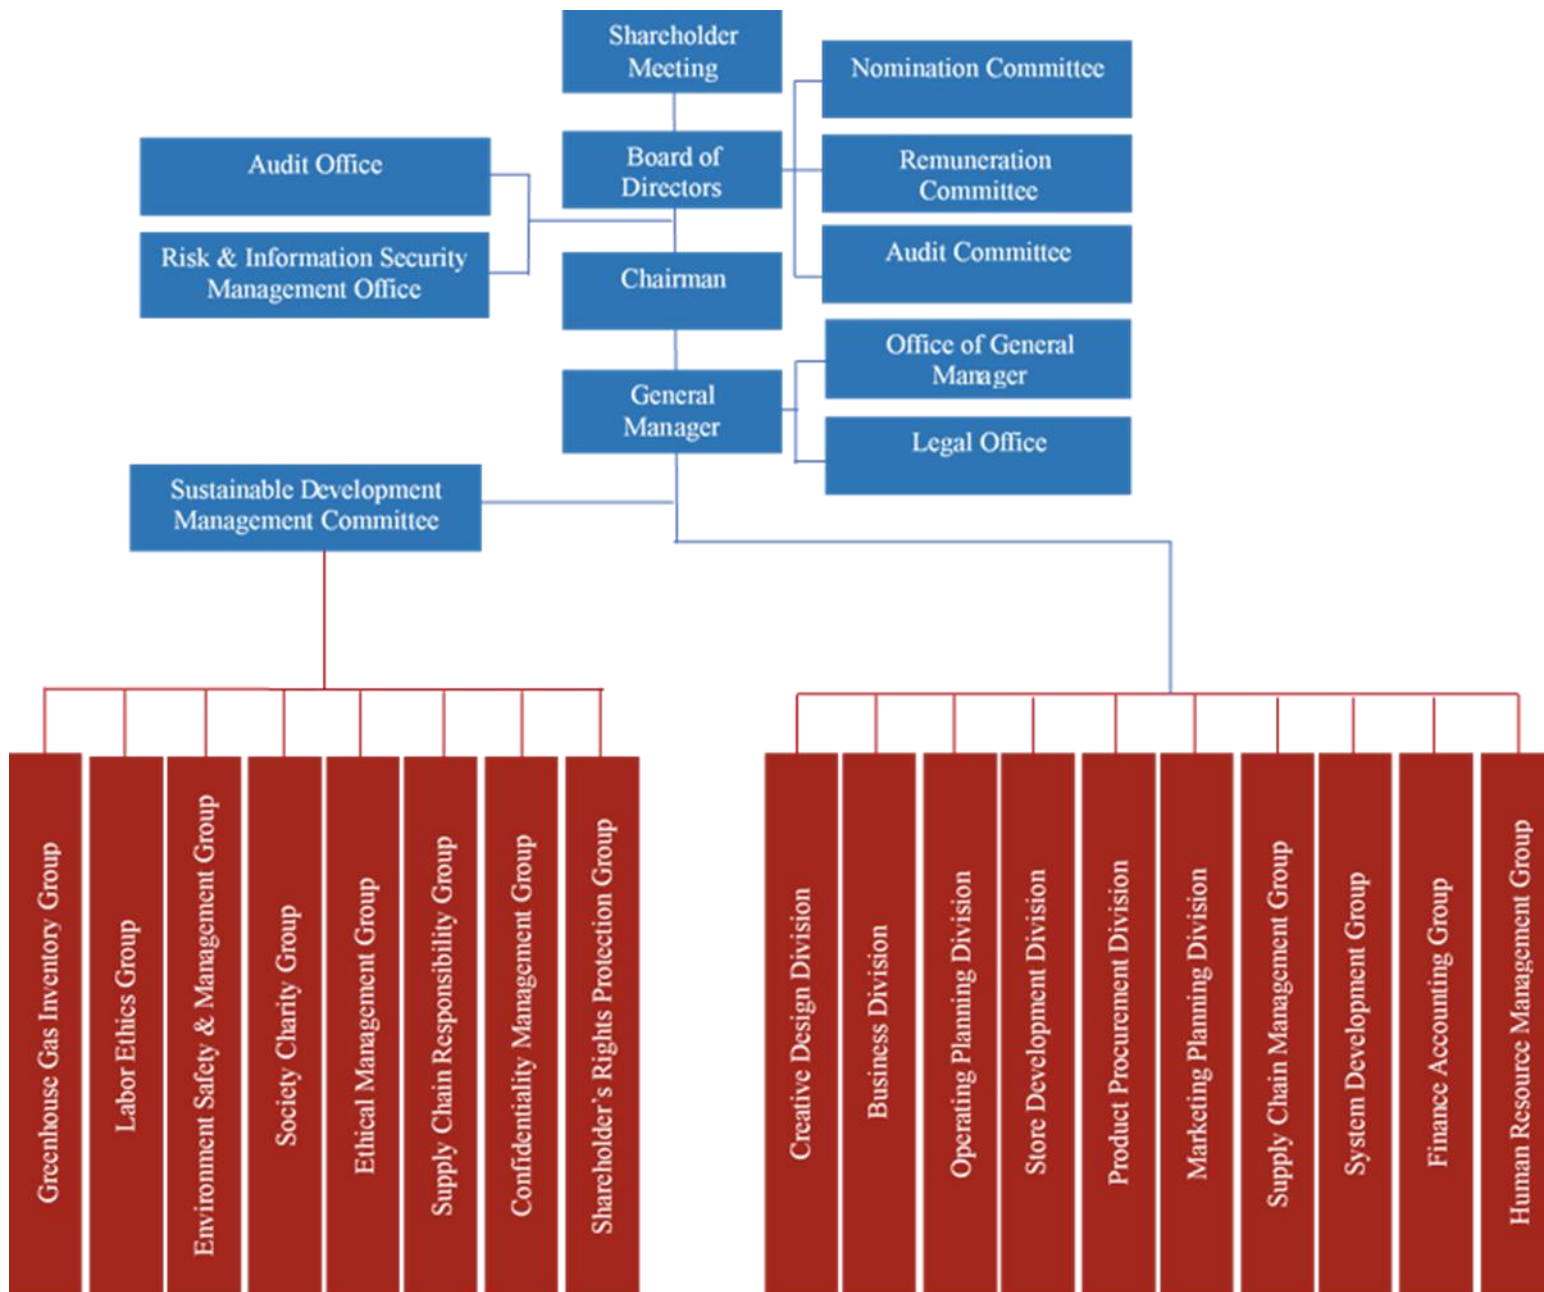 Shareholder
Meeting
Nomination Committee
Board of
Directors
Remuneration
Committee
Audit Office
Audit Committee
Risk & Information Security
Management Office
Chairman
Office of General
Manager
General
Manager
Legal Office
Sustainable Development
Management Committee
Greenhouse Gas Inventory Group
Labor Ethics Group
Environment Safety & Management Group
Society Charity Group
Ethical Management Group
Supply Chain Responsibility Group
Confidentiality Management Group
Shareholder's Rights Protection Group
Creative Design Division
Business Division
Operating Planning Division
Store Development Division
Product Procurement Division
Marketing Planning Division
Supply Chain Management Group
System Development Group
Finance Accounting Group
Human Resource Management Group